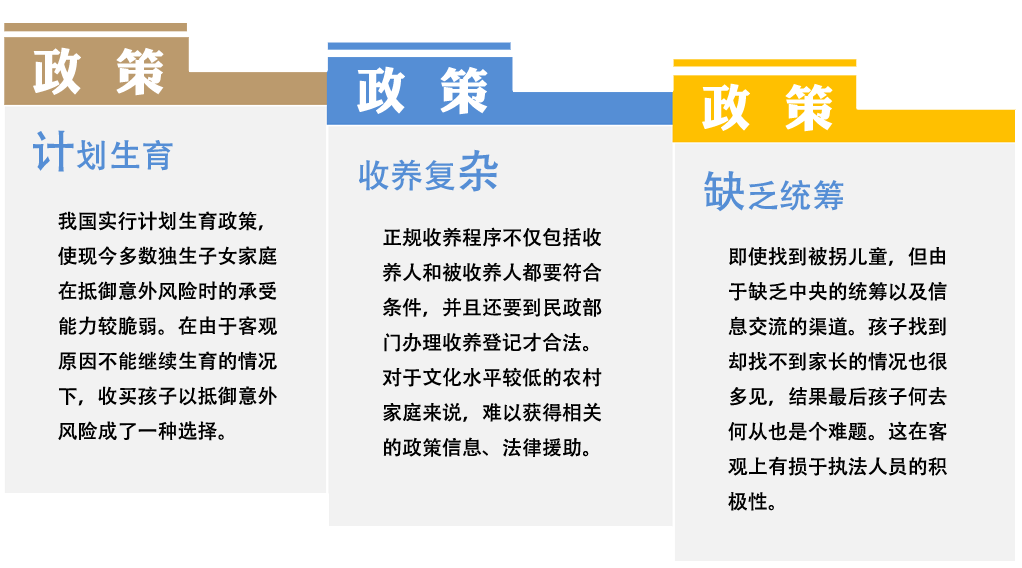 政 策
计划生育
我国实行计划生育政策，
使现今多数独生子女家庭
在抵御意外风险时的承受
能力较脆弱。在由于客观
原因不能继续生育的情况
下，收买孩子以抵御意外
风险成了一种选择。
政 策
收养复杂
正规收养程序不仅包括收
养人和被收养人都要符合
条件，并且还要到民政部
门办理收养登记才合法。
对于文化水平较低的农村
家庭来说，难以获得相关
的政策信息、法律援助。
政 策
缺乏统筹
即使找到被拐儿童，但由
于缺乏中央的统筹以及信
息交流的渠道。孩子找到
却找不到家长的情况也很
多见，结果最后孩子何去
何从也是个难题。这在客
观上有损于执法人员的积
极性。